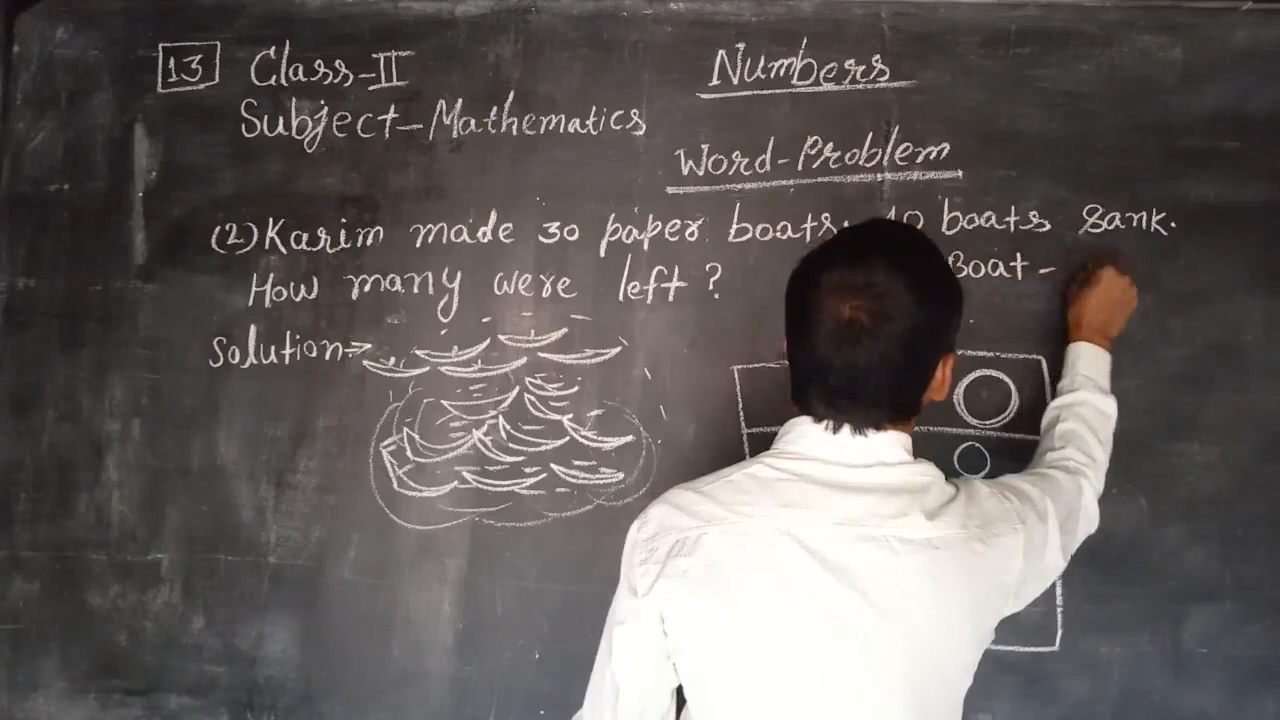 13 Class-II
Numbers
Subject-Mathematics
Word-Problem
(2) Karim made 30 paper boats. 10 boats sank.
Boat -
How many were left ?
Solution→